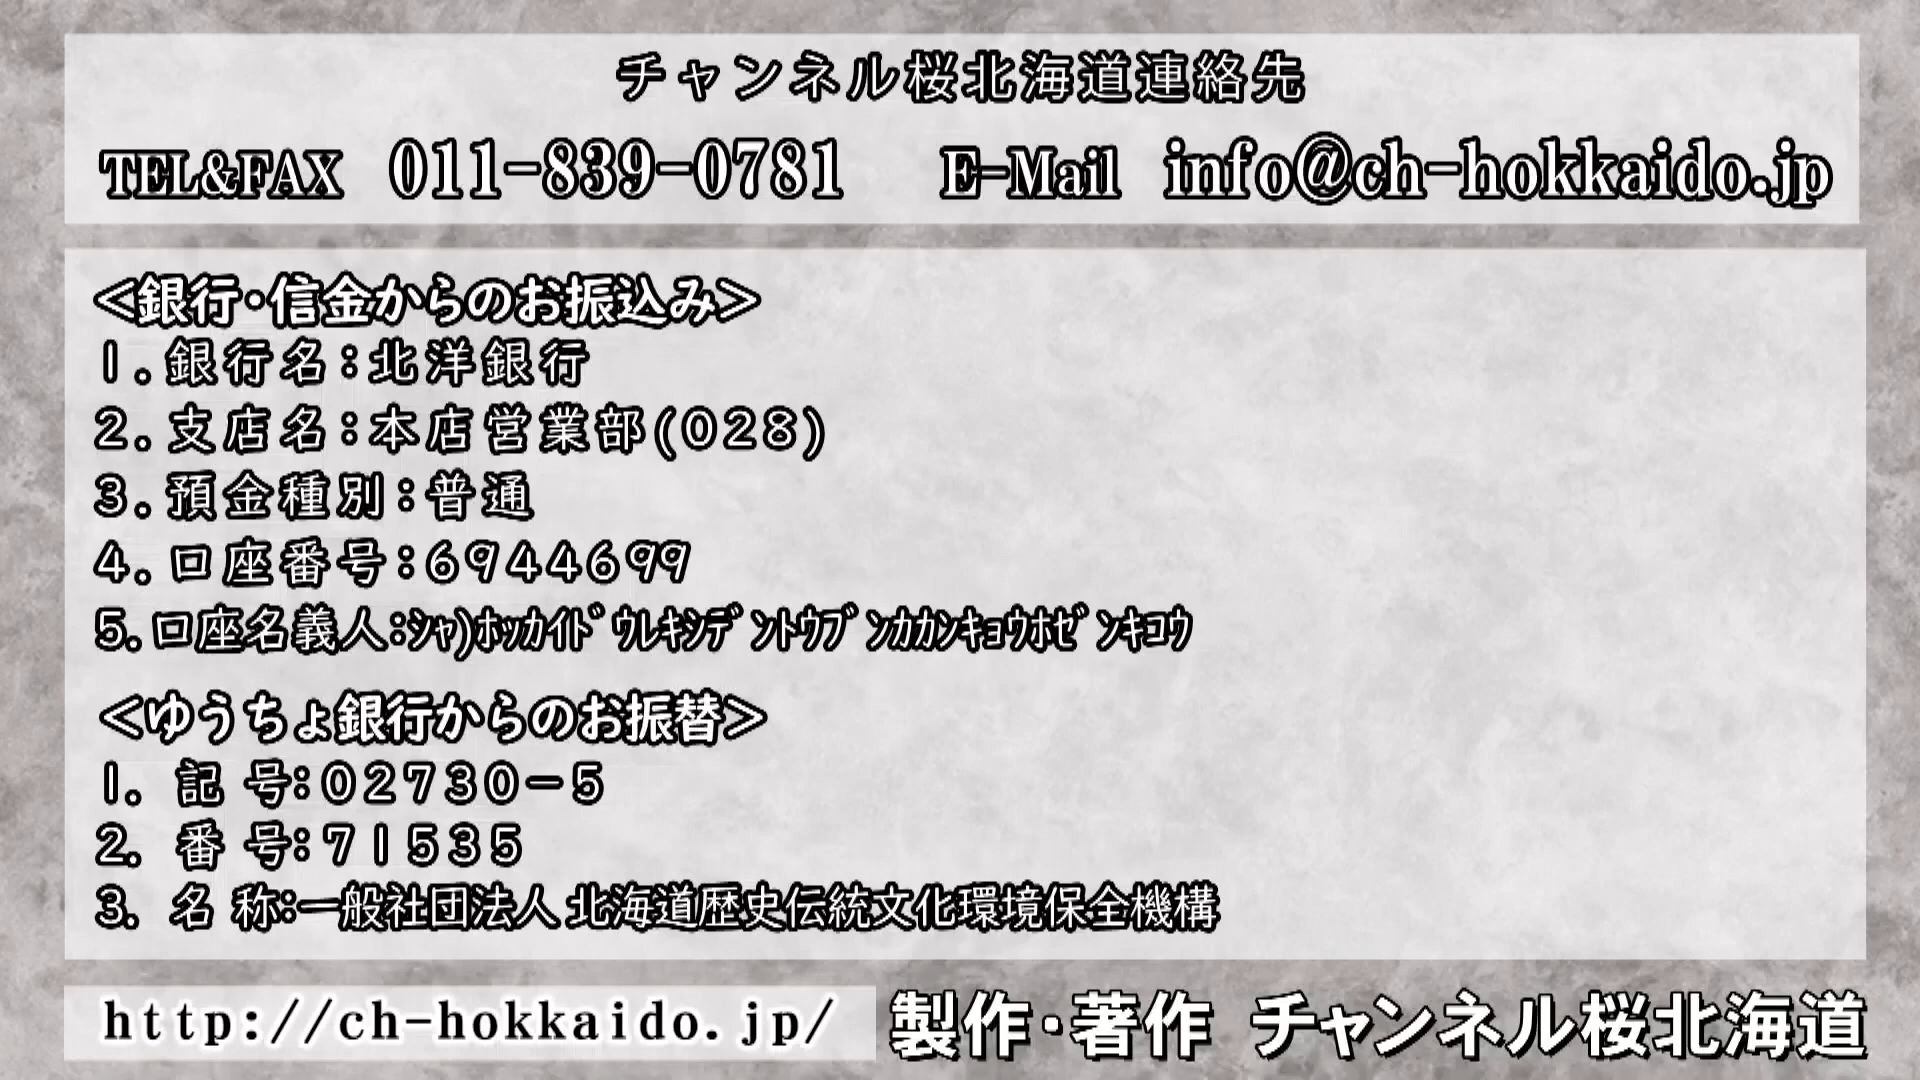 チャンネル桜北海道連絡先
TEL&FAX 011-839-0781 E-Mail info@ch-hokkaido.jp
<銀行・信金からのお振込み>
1.銀行名:北洋銀行
2.支店名:本店営業部(028)
3.預金種別:普通
4.口座番号:6944699
5.口座名義人:ｼｬ)ﾎｯｶｲﾄﾞｳﾚｷｼﾃﾞﾝﾄｳﾌﾞﾝｶｶﾝｷｮｳﾎｾﾞﾝｷｺｳ
<ゆうちょ銀行からのお振替>
1. 記 号:02730-5
2. 番 号:71535
3. 名 称:一般社団法人 北海道歴史伝統文化環境保全機構
http://ch-hokkaido.jp/ 製作・著作 チャンネル桜北海道